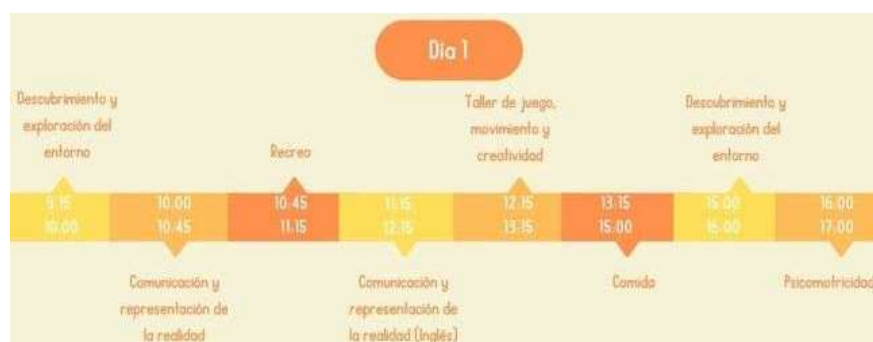 Día 1
Descubrimiento y
exploración del
entorno
Recreo
Taller de juego,
movimiento y
creatividad
Descubrimiento y
exploración del
entorno
9.15
10.00
10.00
10.45
10.45
11.15
11.15
12.15
12.15
13.15
13.15
15.00
15.00
16.00
16.00
17.00
Comunicación y
representación de
la realidad
Comunicación y
representación de
la realidad (Inglés)
Comida
Psicomotricidad